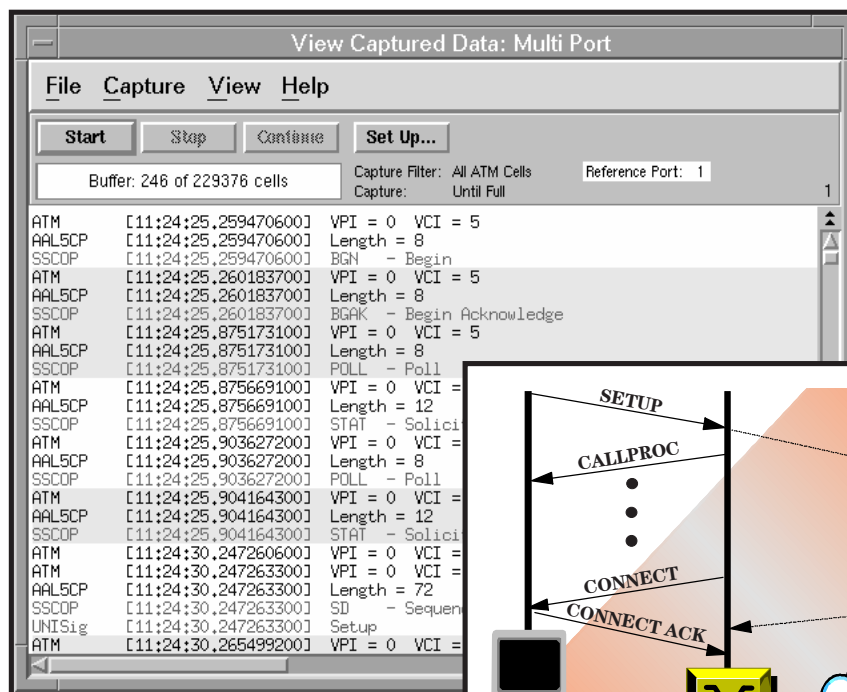 View Captured Data: Multi Port
File Capture View Help
Start Stop Continue Set Up...
Buffer: 246 of 229376 cells
Capture Filter: All ATM Cells
Reference Port: 1
Capture: Until Full
1
ATM [11:24:25.259470600] VPI = 0 VCI = 5
AAL5CP [11:24:25.259470600] Length = 8
SSCOP [11:24:25.259470600] BGN - Begin
ATM [11:24:25.260183700] VPI = 0 VCI = 5
AAL5CP [11:24:25.260183700] Length = 8
SSCOP [11:24:25.260183700] BGAK - Begin Acknowledge
ATM [11:24:25.875173100] VPI = 0 VCI = 5
AAL5CP [11:24:25.875173100] Length = 8
SSCOP [11:24:25.875173100] POLL - Poll
ATM [11:24:25.875669100] VPI = 0 VCI =
AAL5CP [11:24:25.875669100] Length = 12
SSCOP [11:24:25.875669100] STAT - Solici
ATM [11:24:25.903627200] VPI = 0 VCI =
AAL5CP [11:24:25.903627200] Length = 8
SSCOP [11:24:25.903627200] POLL - Poll
ATM [11:24:25.904164300] VPI = 0 VCI =
AAL5CP [11:24:25.904164300] Length = 12
SSCOP [11:24:25.904164300] STAT - Solici
ATM [11:24:30.247260600] VPI = 0 VCI =
ATM [11:24:30.247263300] VPI = 0 VCI =
AAL5CP [11:24:30.247263300] Length = 72
SSCOP [11:24:30.247263300] SD - Sequen
UNISig [11:24:30.247263300] Setup
ATM [11:24:30.265499200] VPI = 0 VCI =
SETUP
CALLPROC
CONNECT
CONNECT ACK